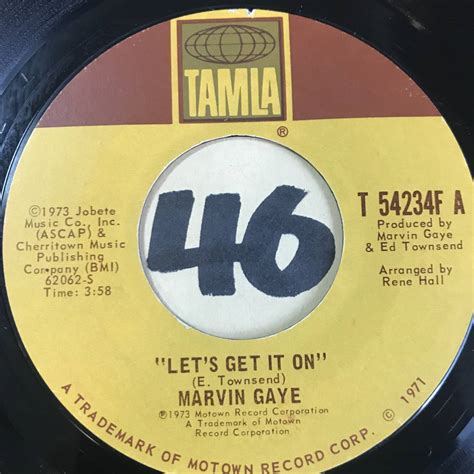 TAMLA
®
©1973 Jobete
Music Co., Inc.
(ASCAP) &
Cherritown Music
Publishing
Company (BMI)
62062-S
Time: 3:58
46
T 54234F A
Produced by
Marvin Gaye
& Ed Townsend
Arranged by
Rene Hall
"LET'S GET IT ON"
(E. Townsend)
MARVIN GAYE
℗1973 Motown Record Corporation
A Trademark of Motown
Record Corporation
A TRADEMARK OF MOTOWN RECORD CORP. © 1971